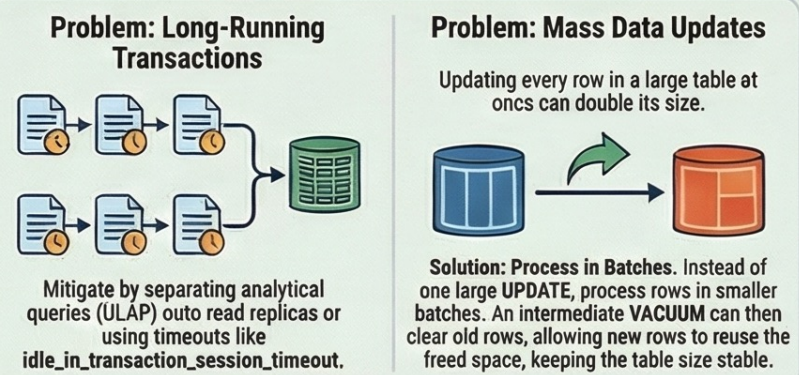 Problem: Long-Running
Transactions
Mitigate by separating analytical
queries (ULAP) outo read replicas or
using timeouts like
idle_in_transaction_session_timeout.
Problem: Mass Data Updates
Updating every row in a large table at
oncs can double its size.
Solution: Process in Batches. Instead of
one large UPDATE, process rows in smaller
batches. An intermediate VACUUM can then
clear old rows, allowing new rows to reuse the
freed space, keeping the table size stable.